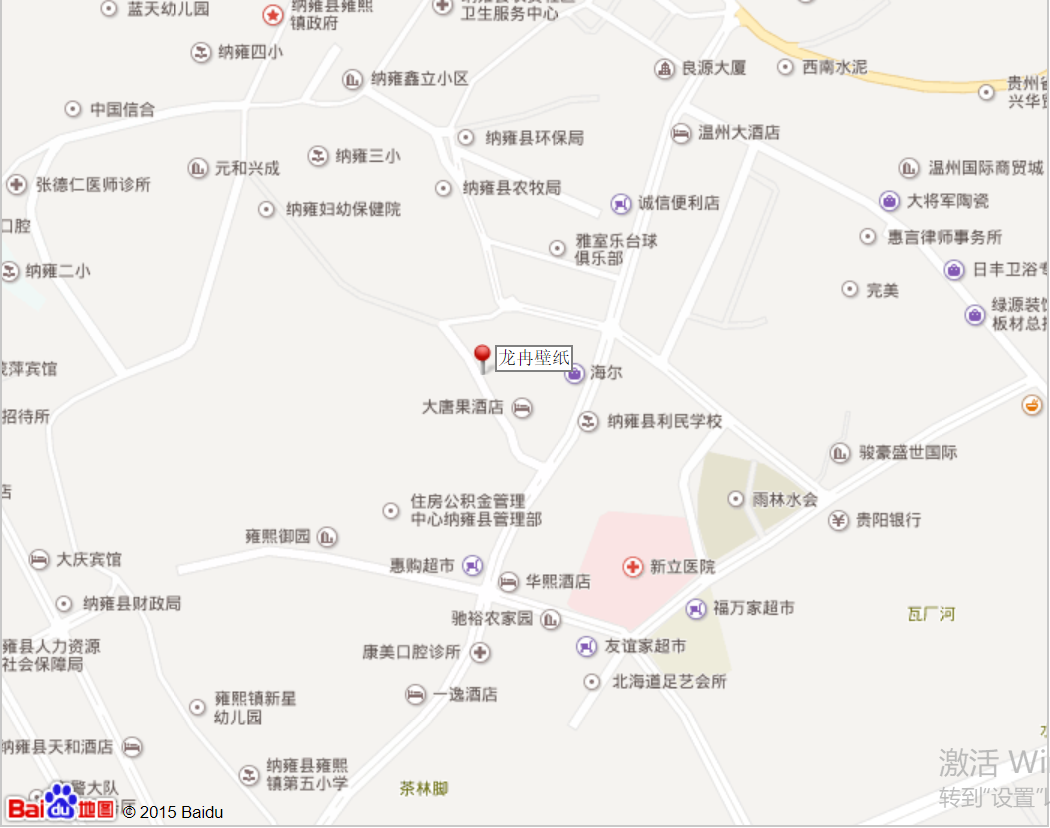 蓝天幼儿园
纳雍县雍熙
镇政府
卫生服务中心
纳雍四小
纳雍鑫立小区
良源大厦
西南水泥
贵州省
兴华贸
中国信合
纳雍县环保局
温州大酒店
元和兴成
纳雍三小
温州国际商贸城
张德仁医师诊所
纳雍县农牧局
诚信便利店
大将军陶瓷
纳雍妇幼保健院
口腔
雅室乐台球
俱乐部
惠言律师事务所
纳雍二小
日丰卫浴专
完美
绿源装饰
板材总
龙冉壁纸
海尔
萍宾馆
招待所
大唐果酒店
纳雍县利民学校
骏豪盛世国际
店
住房公积金管理
中心纳雍县管理部
雨林水会
贵阳银行
雍熙御园
大庆宾馆
惠购超市
华熙酒店
新立医院
纳雍县财政局
驰裕农家园
福万家超市
瓦厂河
雍县人力资源
社会保障局
康美口腔诊所
友谊家超市
一逸酒店
北海道足艺会所
雍熙镇新星
幼儿园
纳雍县天和酒店
纳雍县雍熙
镇第五小学
茶林脚
激活 Wi
转到“设置”以
警大队
Bai du 地图
© 2015 Baidu